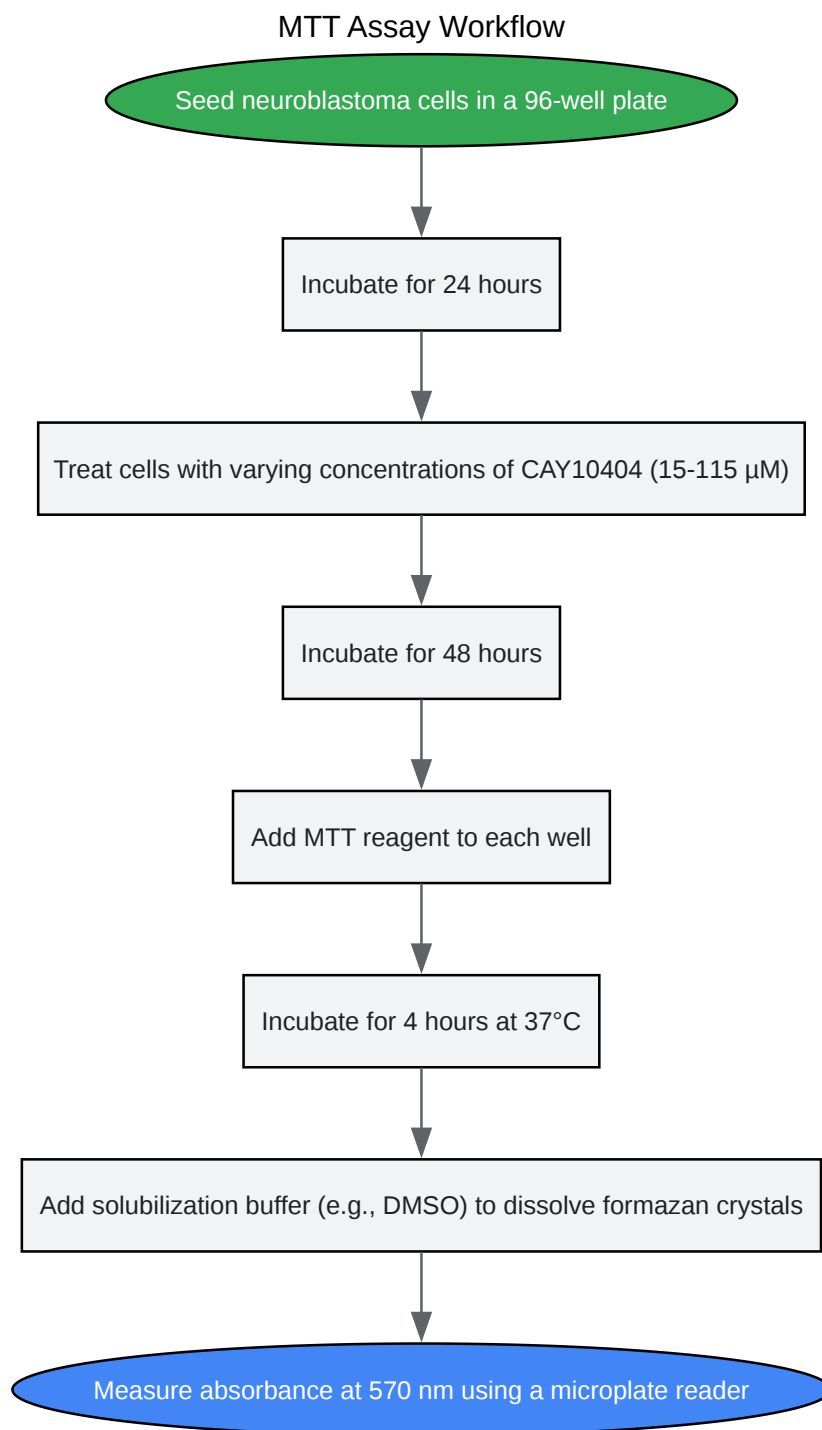 MTT Assay Workflow
Seed neuroblastoma cells in a 96-well plate
Incubate for 24 hours
Treat cells with varying concentrations of CAY10404 (15-115 µM)
Incubate for 48 hours
Add MTT reagent to each well
Incubate for 4 hours at 37°C
Add solubilization buffer (e.g., DMSO) to dissolve formazan crystals
Measure absorbance at 570 nm using a microplate reader